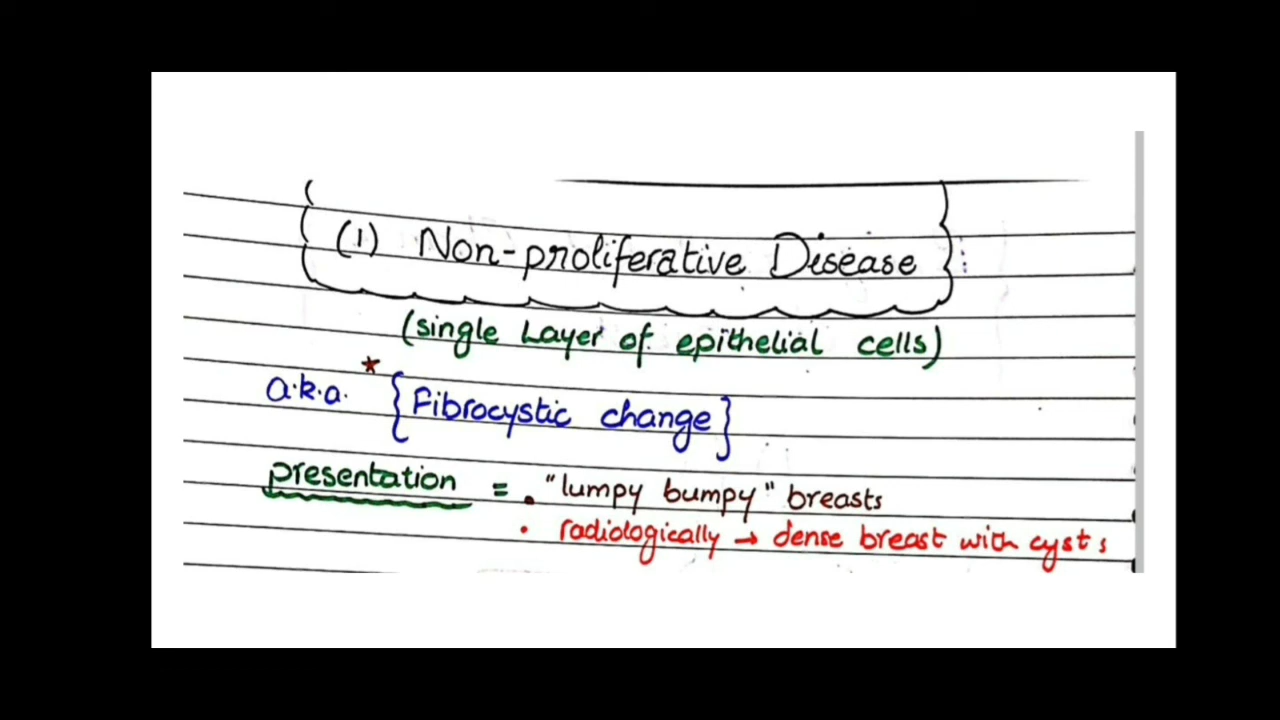 (1) Non-proliferative Disease
(single Layer of epithelial cells)
a.k.a. * {Fibrocystic change}
presentation = . "lumpy bumpy" breasts
. radiologically → dense breast with cysts